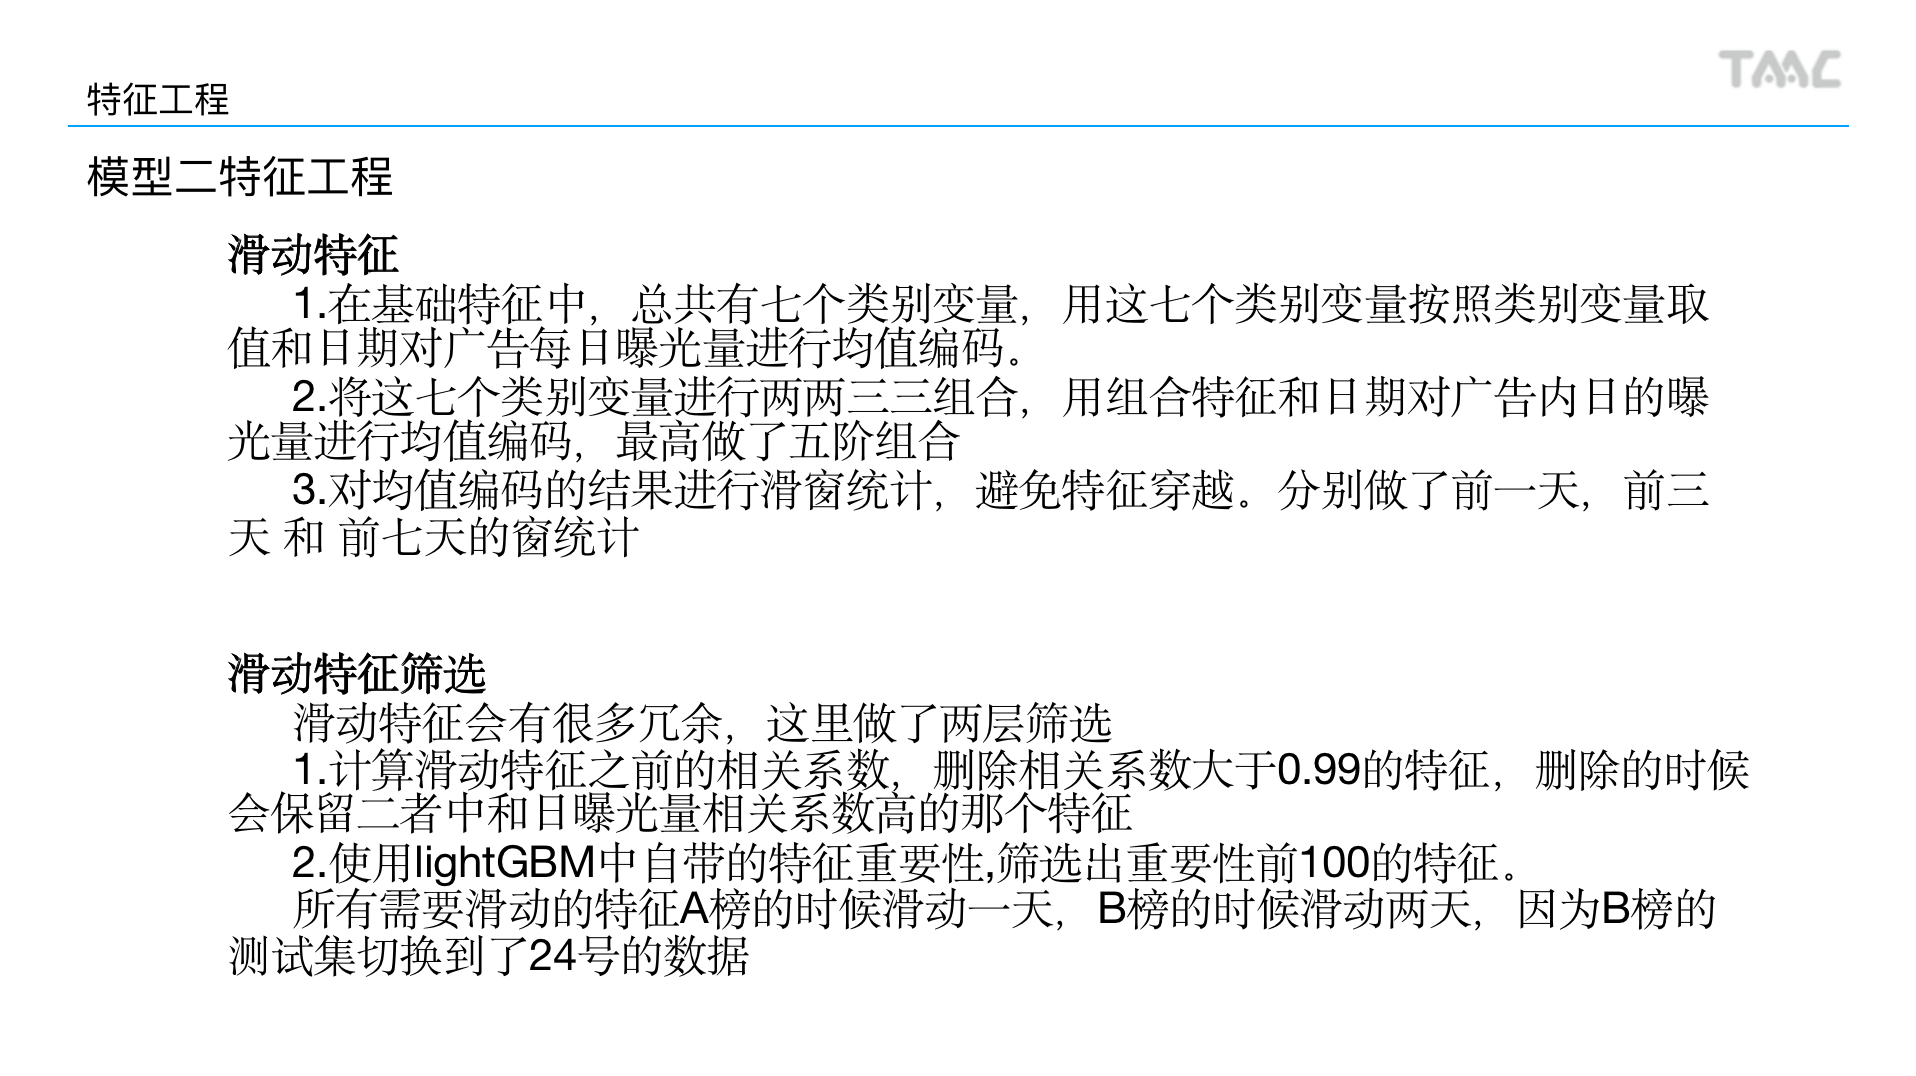 TAAC
特征工程
模型二特征工程
滑动特征
1.在基础特征中，总共有七个类别变量，用这七个类别变量按照类别变量取
值和日期对广告每日曝光量进行均值编码。
2.将这七个类别变量进行两两三三组合，用组合特征和日期对广告内日的曝
光量进行均值编码，最高做了五阶组合
3.对均值编码的结果进行滑窗统计，避免特征穿越。分别做了前一天，前三
天 和 前七天的窗统计
滑动特征筛选
滑动特征会有很多冗余，这里做了两层筛选
1.计算滑动特征之前的相关系数，删除相关系数大于0.99的特征，删除的时候
会保留二者中和日曝光量相关系数高的那个特征
2.使用lightGBM中自带的特征重要性,筛选出重要性前100的特征。
所有需要滑动的特征A榜的时候滑动一天，B榜的时候滑动两天，因为B榜的
测试集切换到了24号的数据